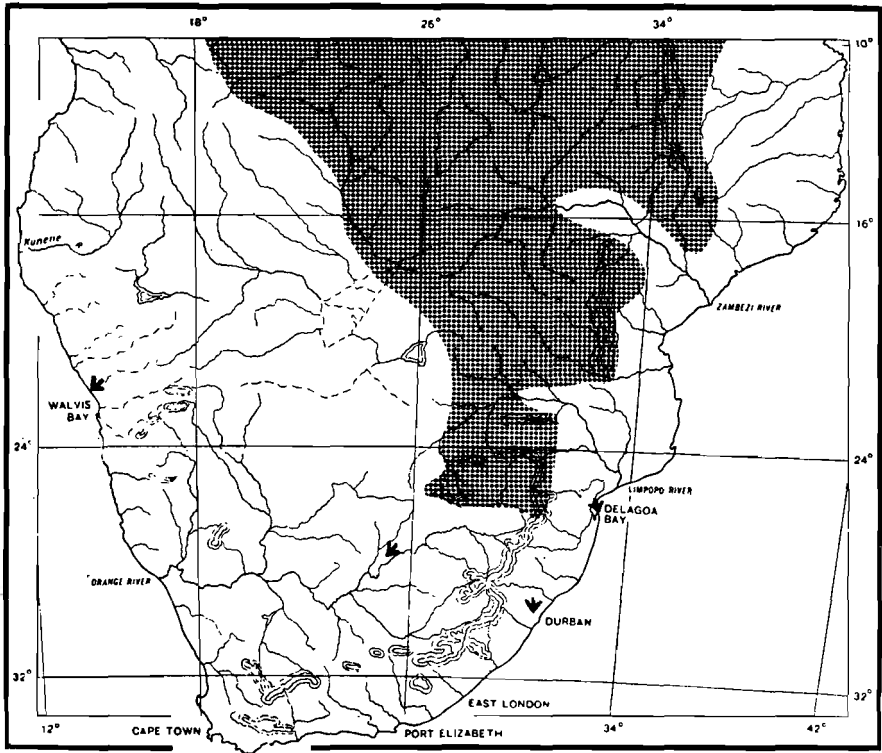 18° 26° 34°
10°
Kunene
16°
ZAMBEZI RIVER
WALVIS
BAY
24° 24°
LIMPOPO RIVER
DELAGOA
BAY
ORANGE RIVER
DURBAN
32° 32°
EAST LONDON
CAPE TOWN PORT ELIZABETH
12° 34° 42°